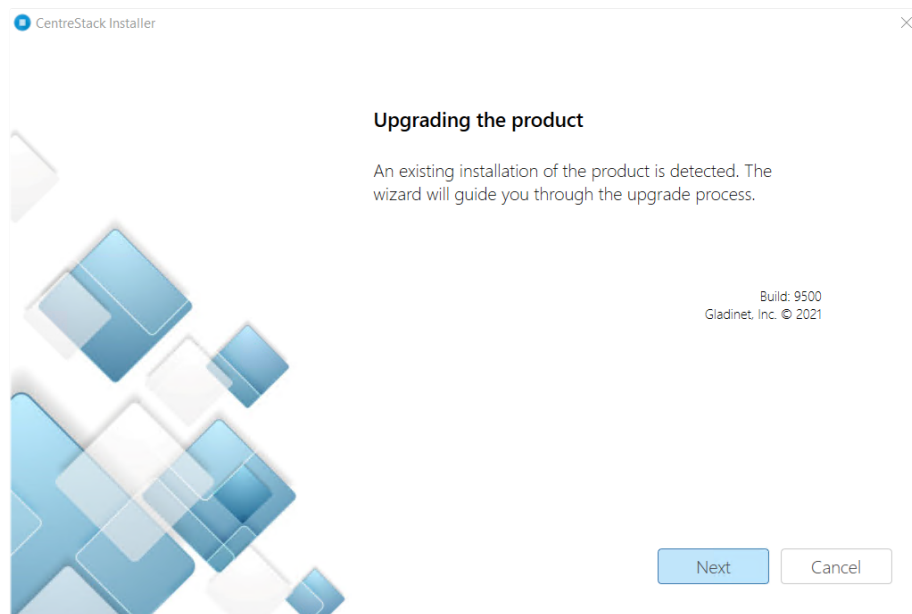 CentreStack Installer
Upgrading the product
An existing installation of the product is detected. The
wizard will guide you through the upgrade process.
Build: 9500
Gladinet, Inc. © 2021
Next
Cancel